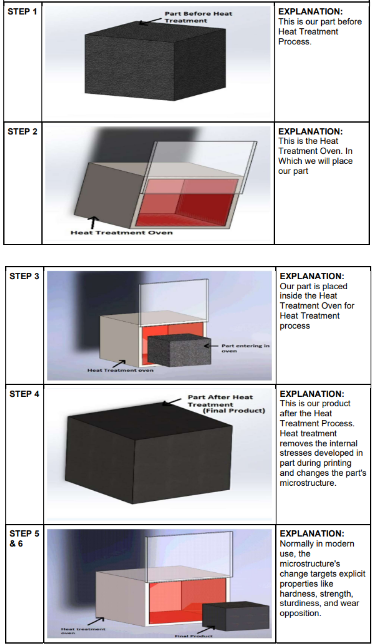 STEP 1
Part Before Heat
Treatment
EXPLANATION:
This is our part before
Heat Treatment
Process.
STEP 2
Heat Treatment Oven
EXPLANATION:
This is the Heat
Treatment Oven. In
Which we will place
our part
STEP 3
Part entering in
oven
Heat Treatment oven
EXPLANATION:
Our part is placed
inside the Heat
Treatment Oven for
Heat Treatment
process
STEP 4
Part After Heat
Treatment
(Final Product)
EXPLANATION:
This is our product
after the Heat
Treatment Process.
Heat treatment
removes the internal
stresses developed in
part during printing
and changes the part's
microstructure.
STEP 5
& 6
Heat treatment
oven
Final Product
EXPLANATION:
Normally in modern
use, the
microstructure's
change targets explicit
properties like
hardness, strength,
sturdiness, and wear
opposition.